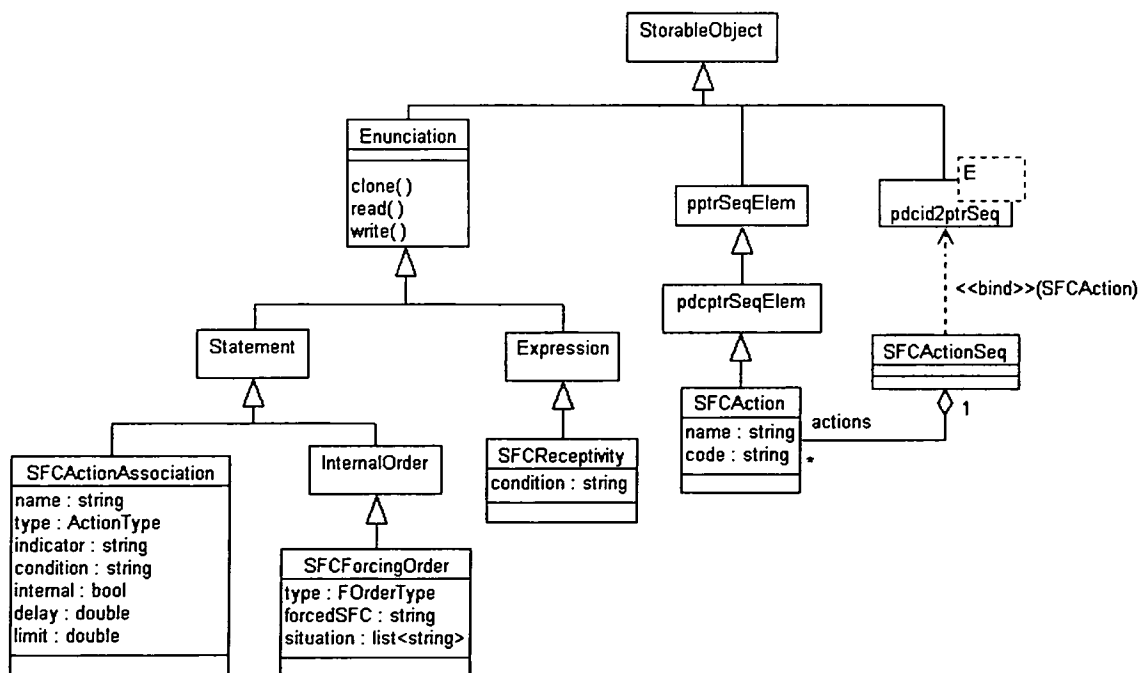 StorableObject
Enunciation
clone()
read()
write()
pptrSeqElem
E
pdcid2ptrSeq
<<bind>>(SFCAction)
pdcptrSeqElem
Statement
Expression
SFCActionSeq
1
SFCAction
name : string
code : string
actions
*
SFCActionAssociation
name : string
type : ActionType
indicator : string
condition : string
internal : bool
delay : double
limit : double
InternalOrder
SFCReceptivity
condition : string
SFCForcingOrder
type : FOrderType
forcedSFC : string
situation : list<string>